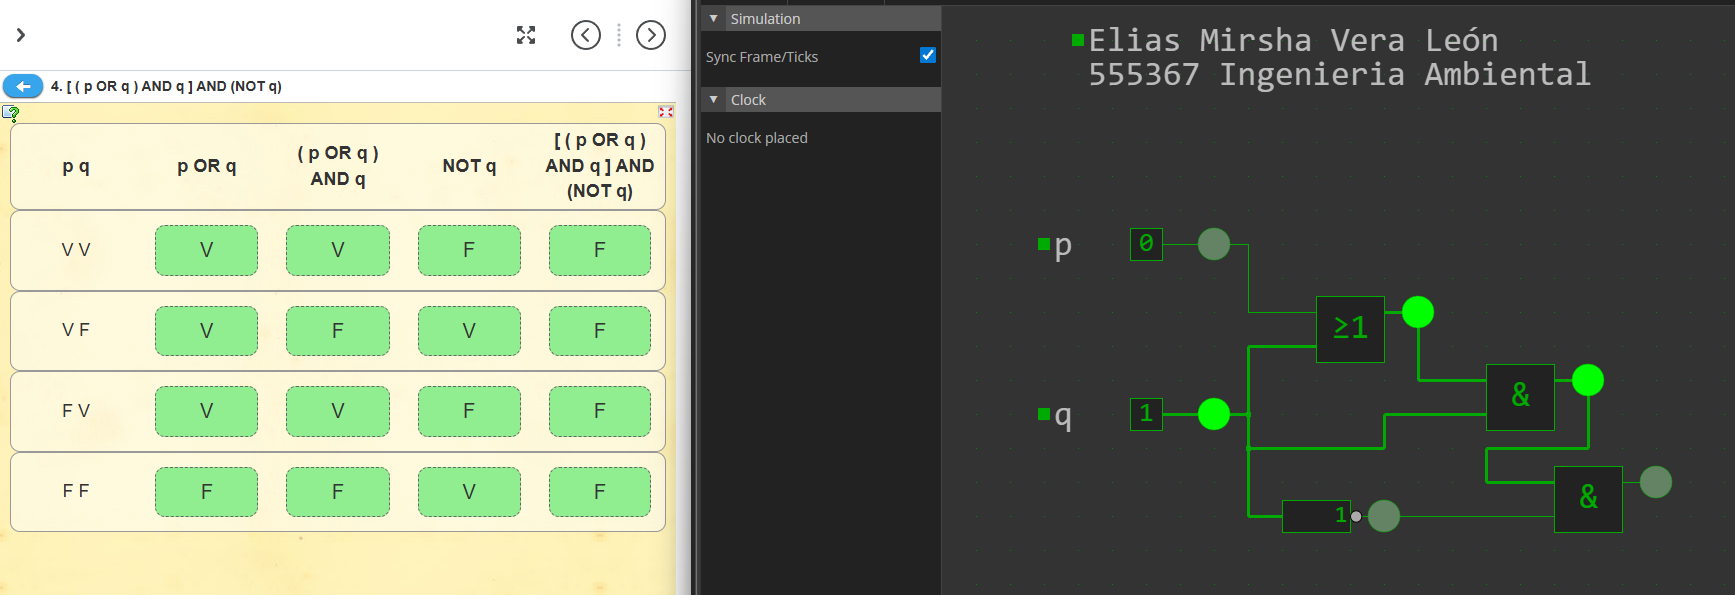 4. [ ( p OR q ) AND q ] AND (NOT q)
p q
p OR q
( p OR q )
AND q
NOT q
[ ( p OR q )
AND q ] AND
(NOT q)
V V
V
V
F
F
V F
V
F
V
F
F V
V
V
F
F
F F
F
F
V
F
Simulation
Sync Frame/Ticks
Clock
No clock placed
Elias Mirsha Vera León
555367 Ingenieria Ambiental
p
0
≥1
&
q
1
&
1